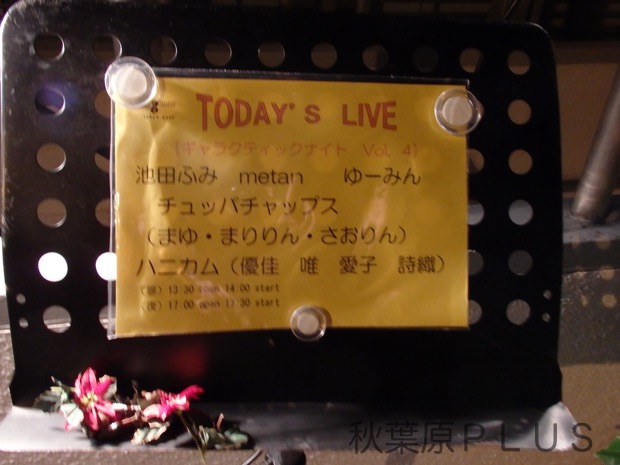 TODAY'S LIVE
[ギャラクティックナイト Vol. 4]
池田ふみ metan ゆーみん
チュッパチャップス
（まゆ・まりりん・さおりん）
ハニカム（優佳 唯 愛子 詩織）
（昼）13:30 open 14:00 start
（夜）17:00 open 17:30 start
秋葉原ＰＬＵＳ